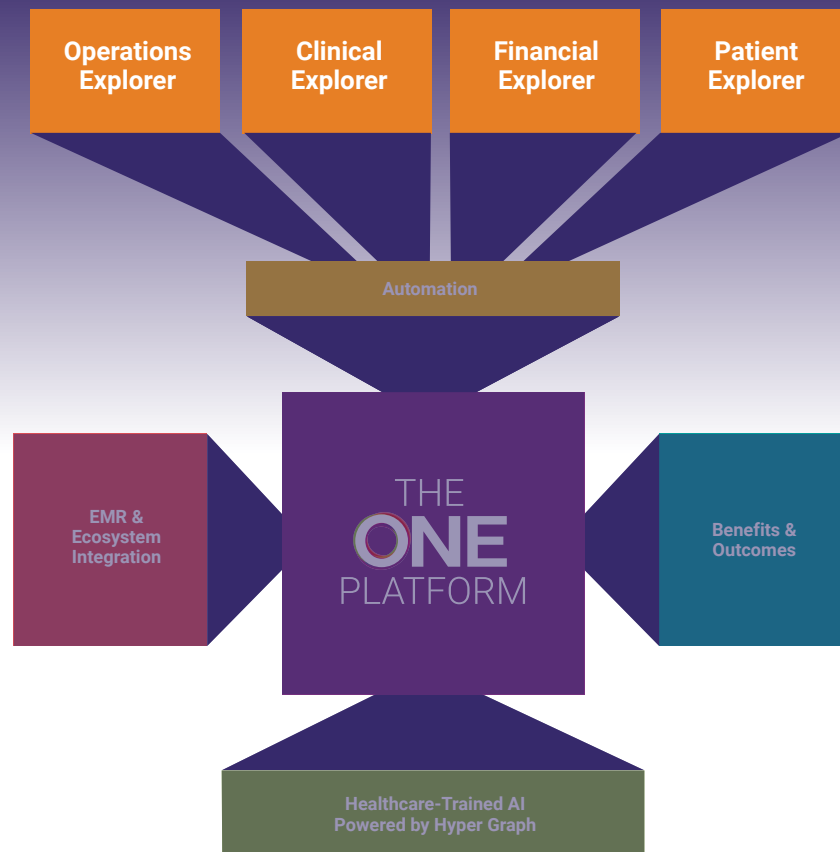 Operations
Explorer
Clinical
Explorer
Financial
Explorer
Patient
Explorer
Automation
EMR &
Ecosystem
Integration
THE
ONE
PLATFORM
Benefits &
Outcomes
Healthcare-Trained AI
Powered by Hyper Graph